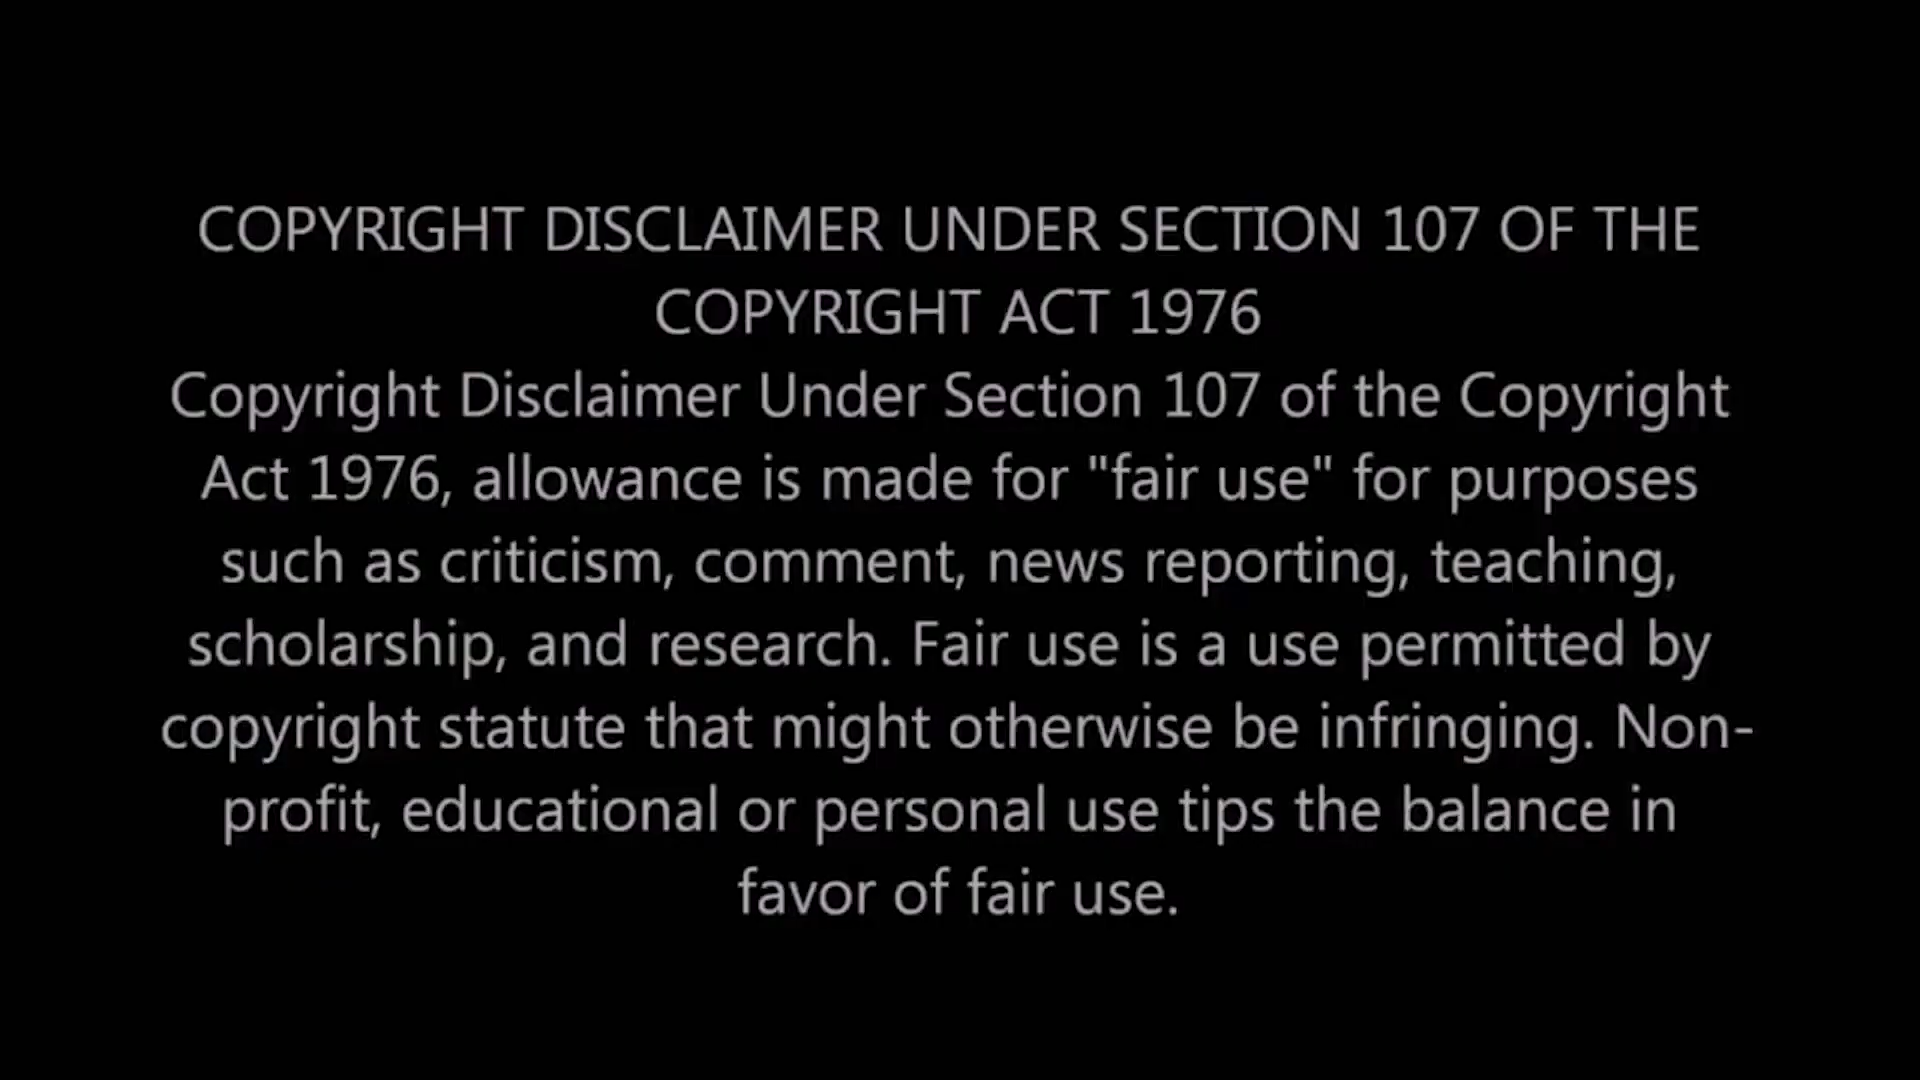 COPYRIGHT DISCLAIMER UNDER SECTION 107 OF THE
COPYRIGHT ACT 1976
Copyright Disclaimer Under Section 107 of the Copyright
Act 1976, allowance is made for "fair use" for purposes
such as criticism, comment, news reporting, teaching,
scholarship, and research. Fair use is a use permitted by
copyright statute that might otherwise be infringing. Non-
profit, educational or personal use tips the balance in
favor of fair use.